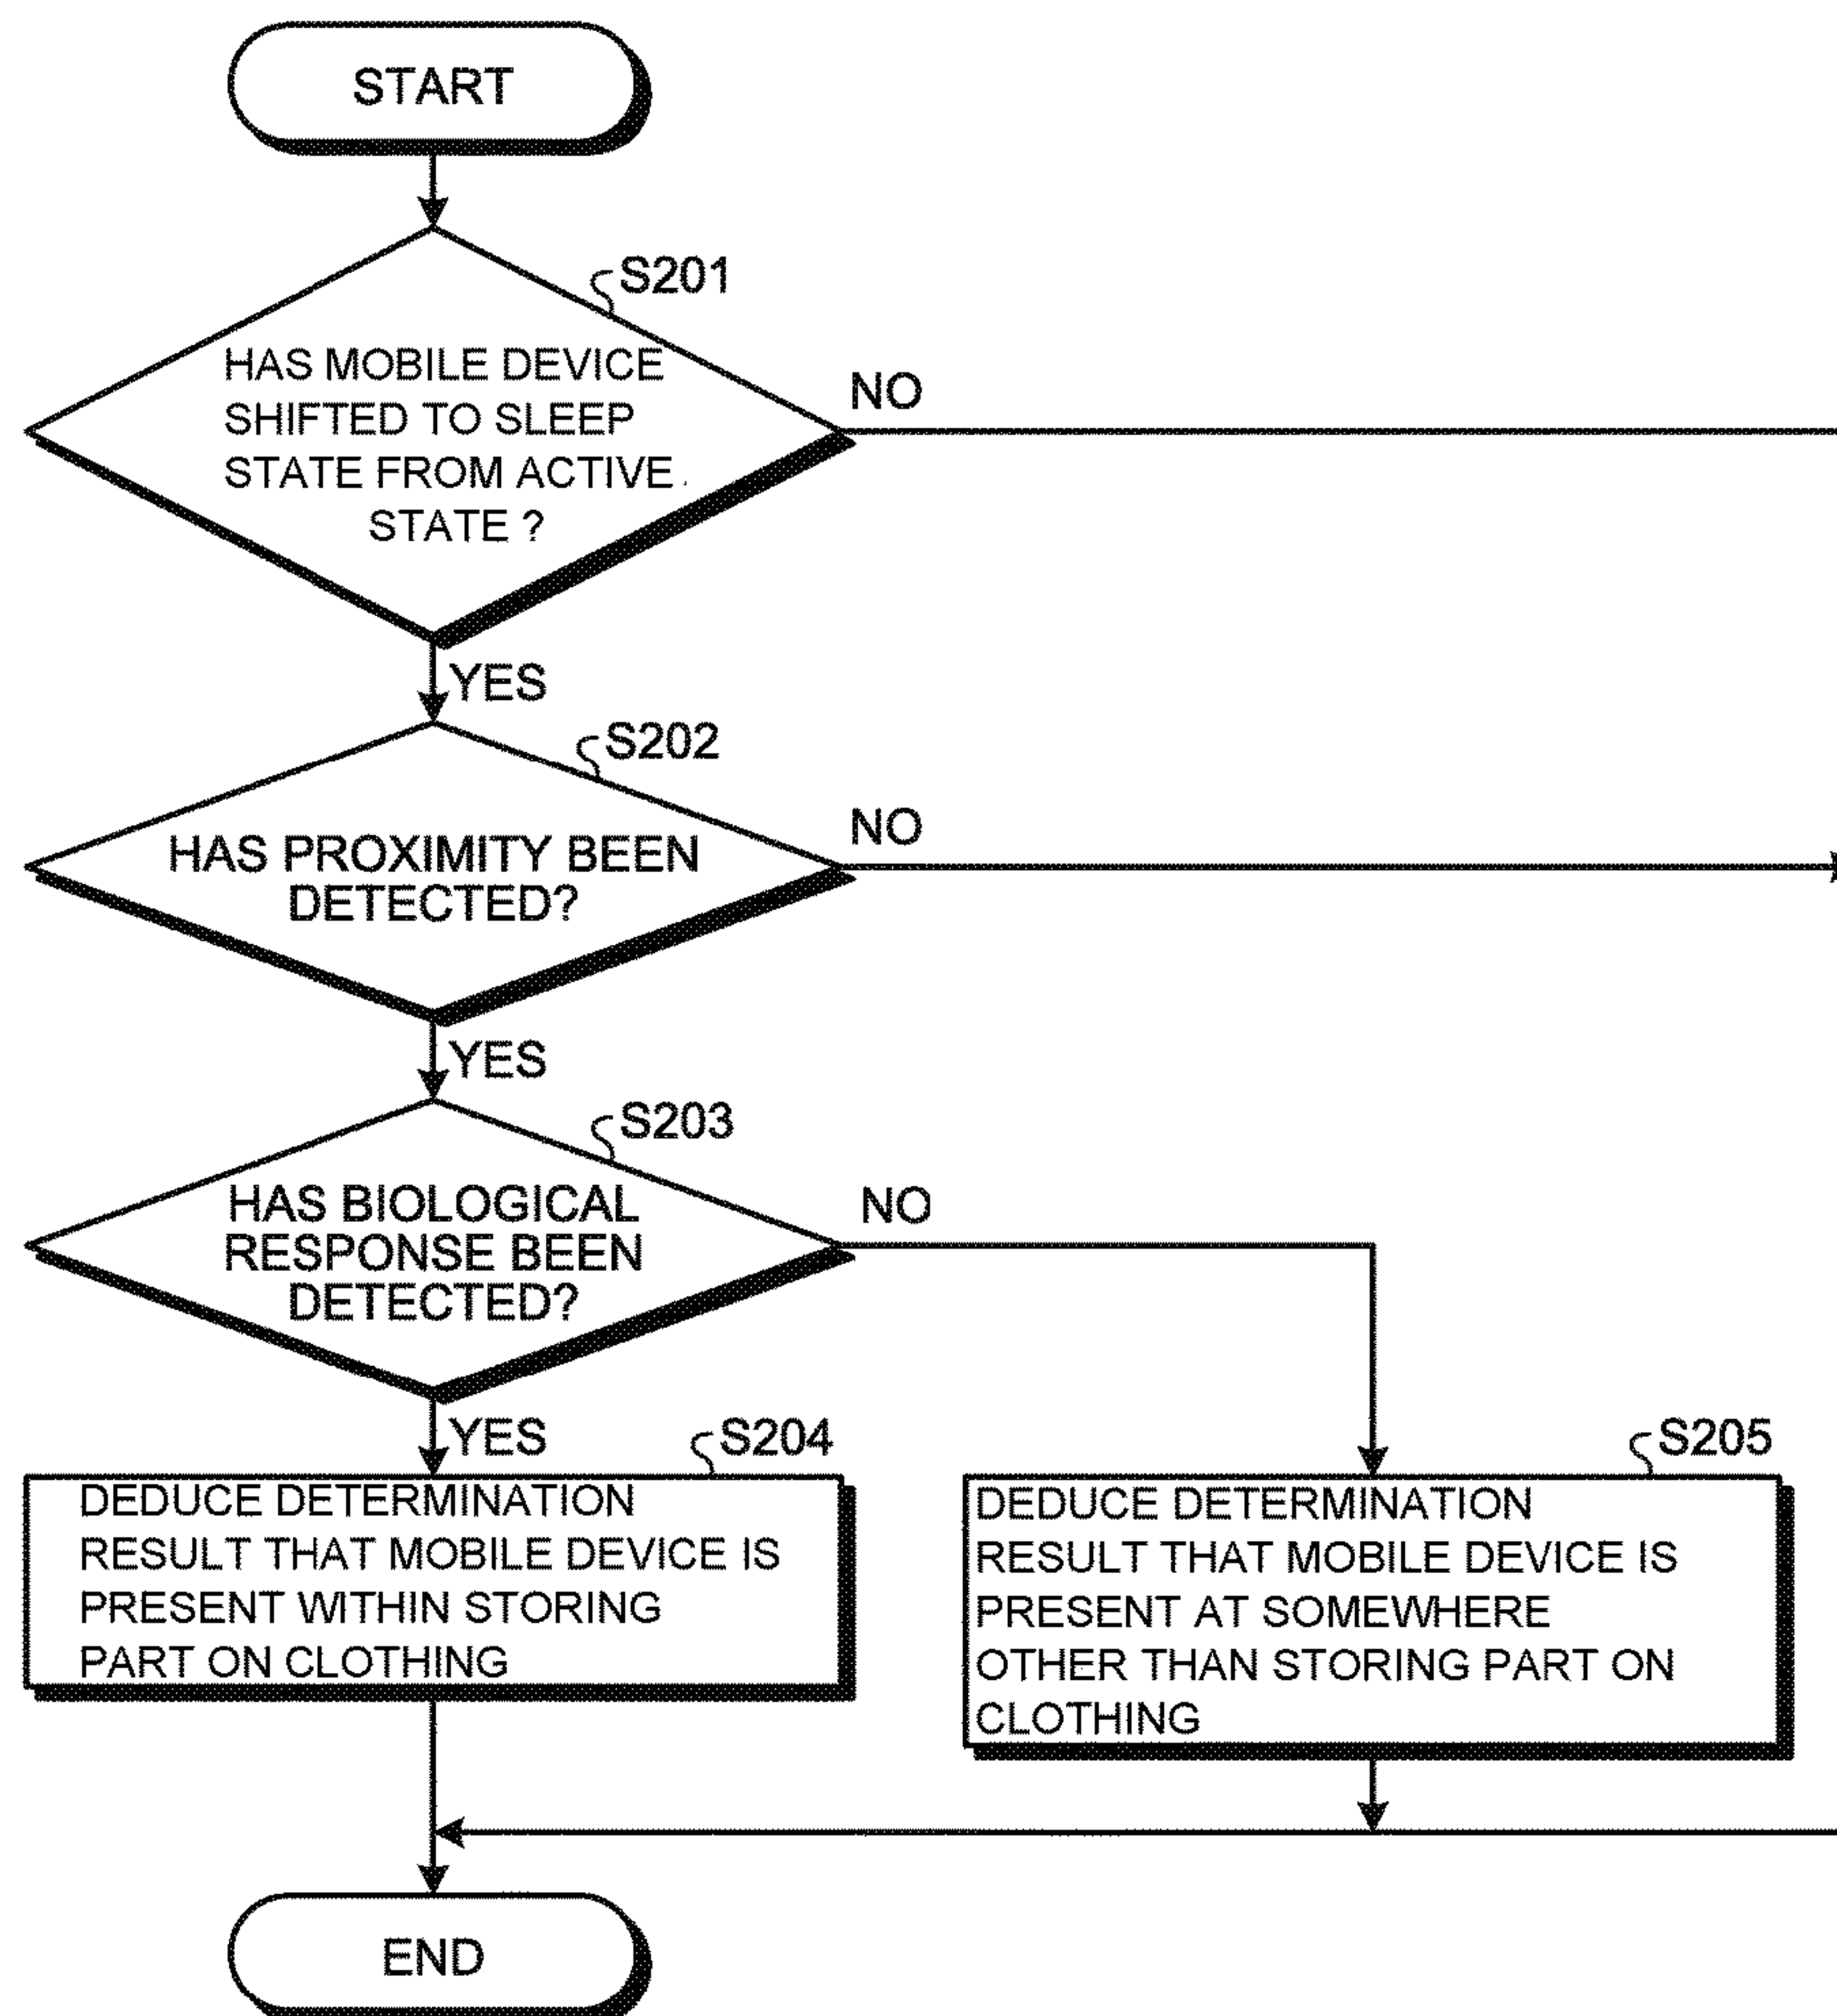 START
S201
HAS MOBILE DEVICE
SHIFTED TO SLEEP
STATE FROM ACTIVE
STATE ?
NO
YES
S202
HAS PROXIMITY BEEN
DETECTED?
NO
YES
S203
HAS BIOLOGICAL
RESPONSE BEEN
DETECTED?
NO
YES
S204
DEDUCE DETERMINATION
RESULT THAT MOBILE DEVICE IS
PRESENT WITHIN STORING
PART ON CLOTHING
S205
DEDUCE DETERMINATION
RESULT THAT MOBILE DEVICE IS
PRESENT AT SOMEWHERE
OTHER THAN STORING PART ON
CLOTHING
END